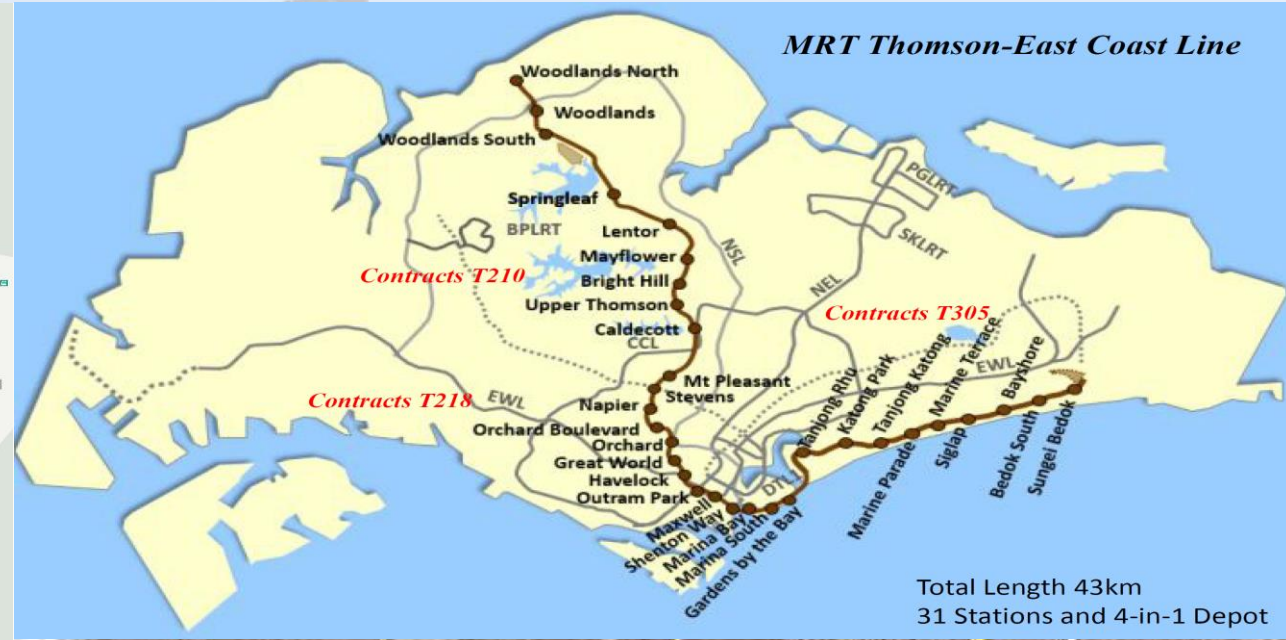 MRT Thomson-East Coast Line
Woodlands North
Woodlands
Woodlands South
Springleaf
BPLRT
Lentor
NSL
PGLRT
SKLRT
Mayflower
Contracts T210
Bright Hill
NEL
Upper Thomson
Contracts T305
Caldecott
CCL
Mt Pleasant
Stevens
Contracts T218
EWL
Napier
Orchard Boulevard
Orchard
Great World
Havelock
Outram Park
Maxwell
Shenton Way
Marina Bay
Marina South
Gardens by the Bay
DTL
Tanjong Rhu
Katong Park
Tanjong Katong
Marine Parade
Marine Terrace
Siglap
EWL
Bayshore
Bedok South
Sungei Bedok
Total Length 43km
31 Stations and 4-in-1 Depot